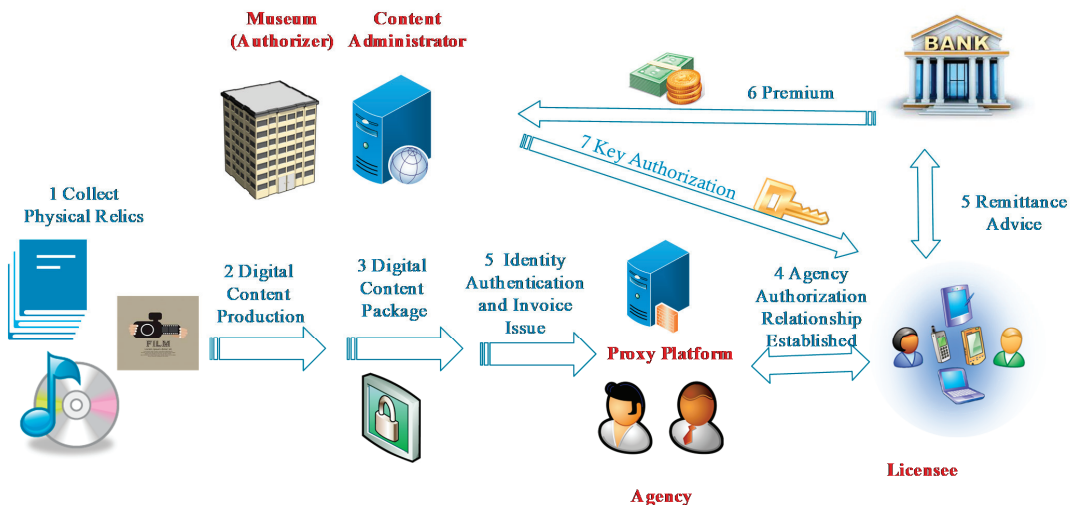 Museum
(Authorizer)
Content
Administrator
BANK
6 Premium
7 Key Authorization
1 Collect
Physical Relics
5 Remittance
Advice
2 Digital
Content
Production
3 Digital
Content
Package
5 Identity
Authentication
and Invoice
Issue
4 Agency
Authorization
Relationship
Established
FILM
Proxy Platform
Licensee
Agency